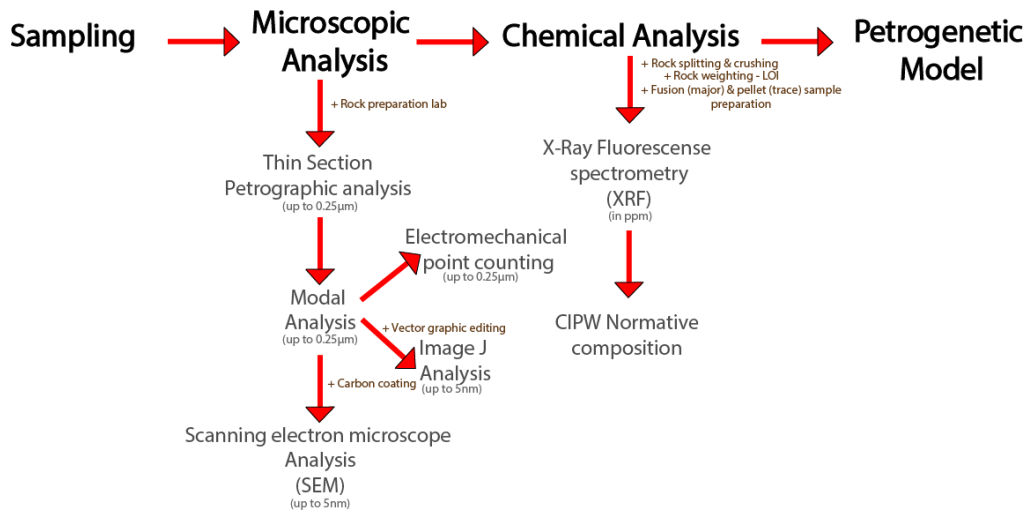 Sampling
Microscopic
Analysis
Chemical Analysis
Petrogenetic
Model
+ Rock preparation lab
+ Rock splitting & crushing
+ Rock weighting - LOI
+ Fusion (major) & pellet (trace) sample
preparation
Thin Section
Petrographic analysis
(up to 0.25µm)
X-Ray Fluorescense
spectrometry
(XRF)
(in ppm)
Electromechanical
point counting
(up to 0.25µm)
Modal
Analysis
(up to 0.25µm)
+ Vector graphic editing
Image J
Analysis
(up to 5nm)
CIPW Normative
composition
+ Carbon coating
Scanning electron microscope
Analysis
(SEM)
(up to 5nm)